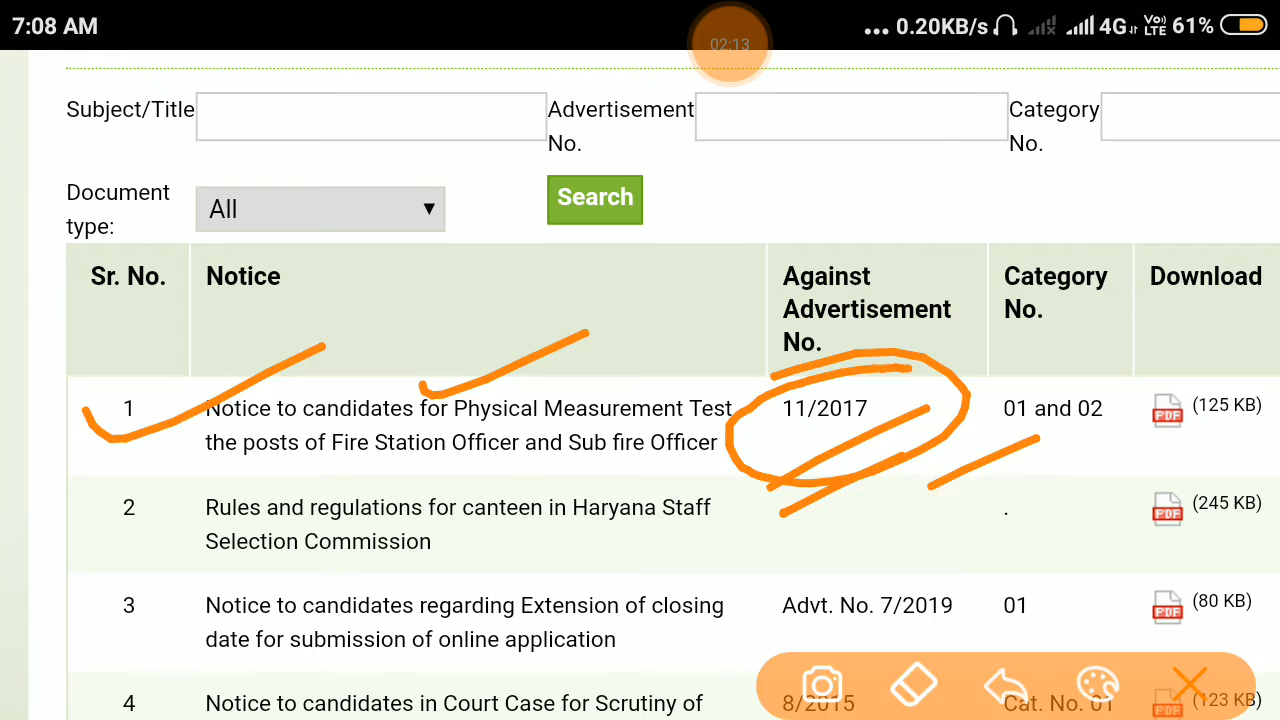 7:08 AM
02:13
... 0.20KB/s 4G VoLTE 61%
Subject/Title
Advertisement No.
Category No.
Document type:
All
Search
Sr. No. Notice Against Advertisement No. Category No. Download
1 Notice to candidates for Physical Measurement Test 11/2017 01 and 02 PDF (125 KB)
the posts of Fire Station Officer and Sub fire Officer
2 Rules and regulations for canteen in Haryana Staff . PDF (245 KB)
Selection Commission
3 Notice to candidates regarding Extension of closing Advt. No. 7/2019 01 PDF (80 KB)
date for submission of online application
4 Notice to candidates in Court Case for Scrutiny of 8/2015 Cat. No. 01 PDF (123 KB)